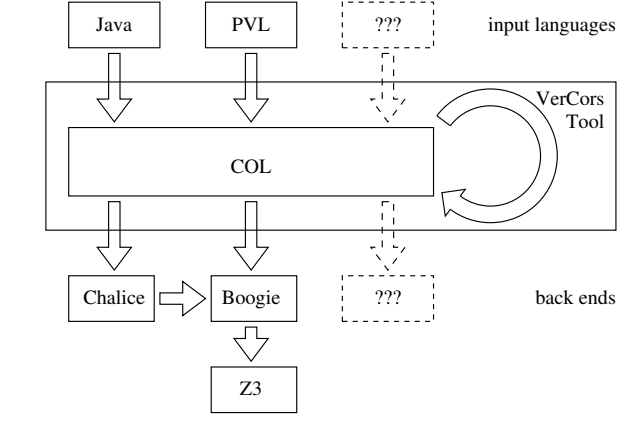 Java
PVL
???
input languages
VerCors
Tool
COL
Chalice
Boogie
???
back ends
Z3